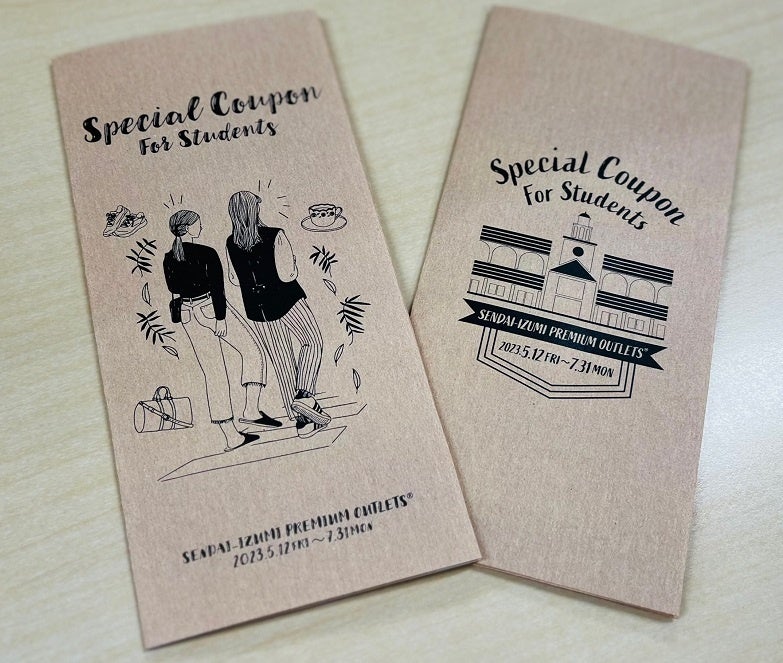 Special Coupon
For Students
SENDAI-IZUMI PREMIUM OUTLETS®
2023.5.12 FRI～7.31 MON
Special Coupon
For Students
SENDAI-IZUMI PREMIUM OUTLETS®
2023.5.12 FRI～7.31 MON